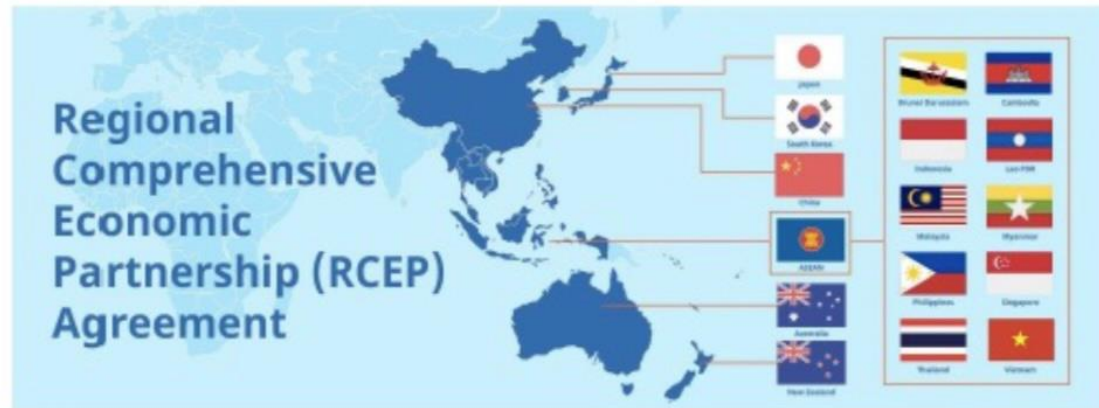 Regional
Comprehensive
Economic
Partnership (RCEP)
Agreement
Japan
South Korea
China
ASEAN
Australia
New Zealand
Brunei Darussalam
Cambodia
Indonesia
Lao PDR
Malaysia
Myanmar
Philippines
Singapore
Thailand
Vietnam